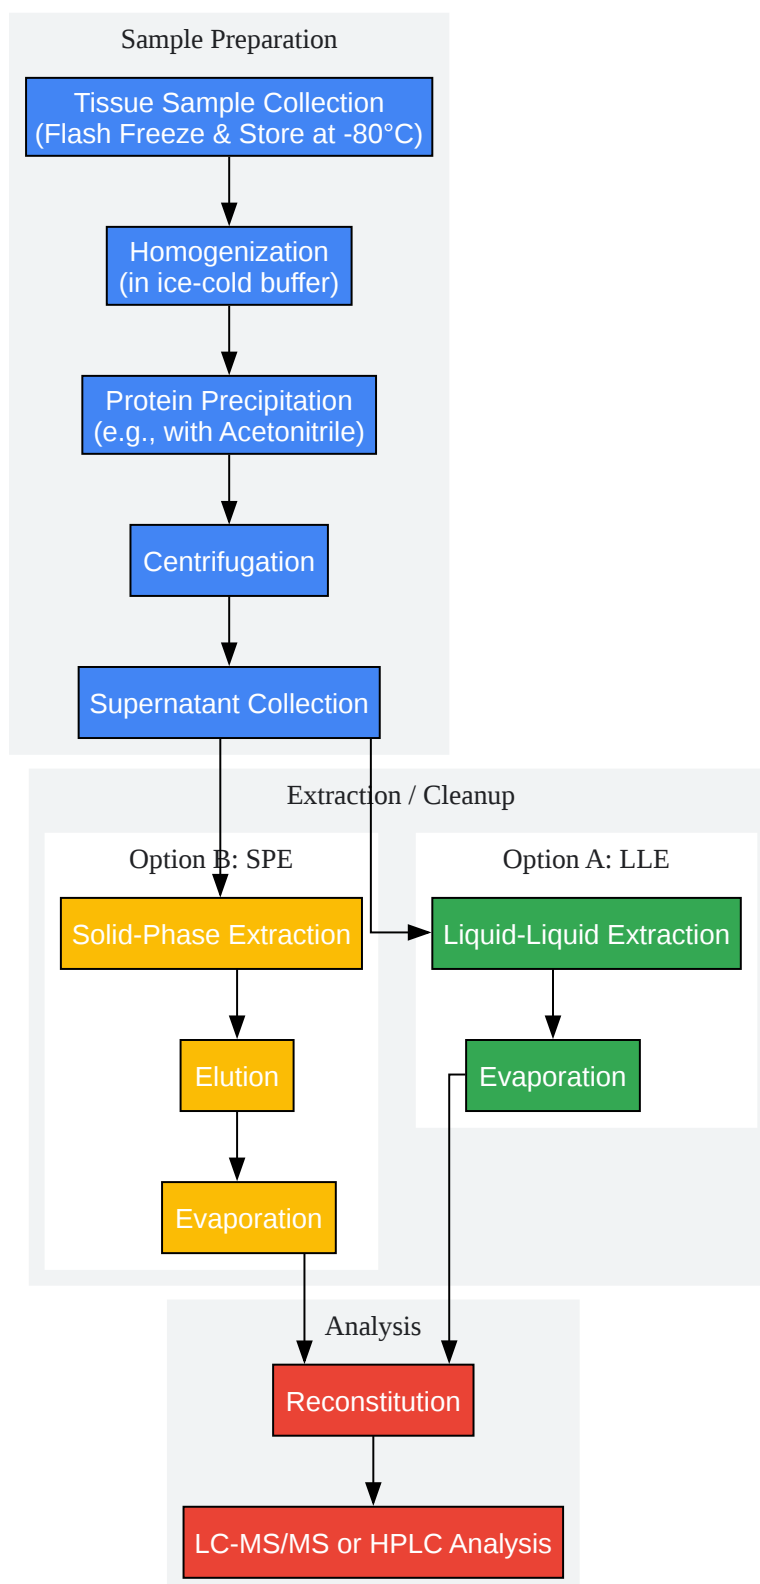 Sample Preparation
Tissue Sample Collection
(Flash Freeze & Store at -80°C)
Homogenization
(in ice-cold buffer)
Protein Precipitation
(e.g., with Acetonitrile)
Centrifugation
Supernatant Collection
Extraction / Cleanup
Option B: SPE
Option A: LLE
Solid-Phase Extraction
Liquid-Liquid Extraction
Elution
Evaporation
Evaporation
Analysis
Reconstitution
LC-MS/MS or HPLC Analysis